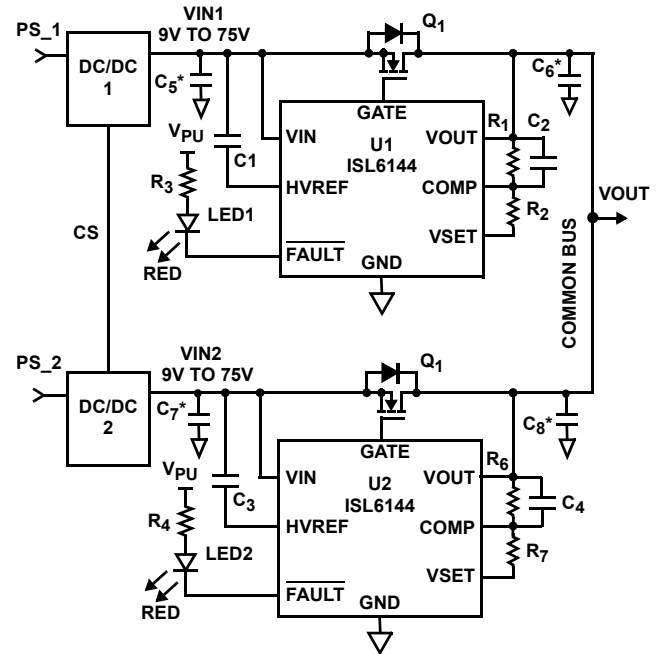 PS_1
DC/DC
1
VIN1
9V TO 75V
C5*
Q1
C6*
GATE
VIN
U1
ISL6144
VOUT
R1
C2
C1
HVREF
COMP
R2
VPU
R3
LED1
RED
FAULT
VSET
GND
VOUT
COMMON BUS
CS
PS_2
DC/DC
2
VIN2
9V TO 75V
C7*
Q1
C8*
GATE
VIN
U2
ISL6144
VOUT
R6
C4
C3
HVREF
COMP
R7
VPU
R4
LED2
RED
FAULT
VSET
GND